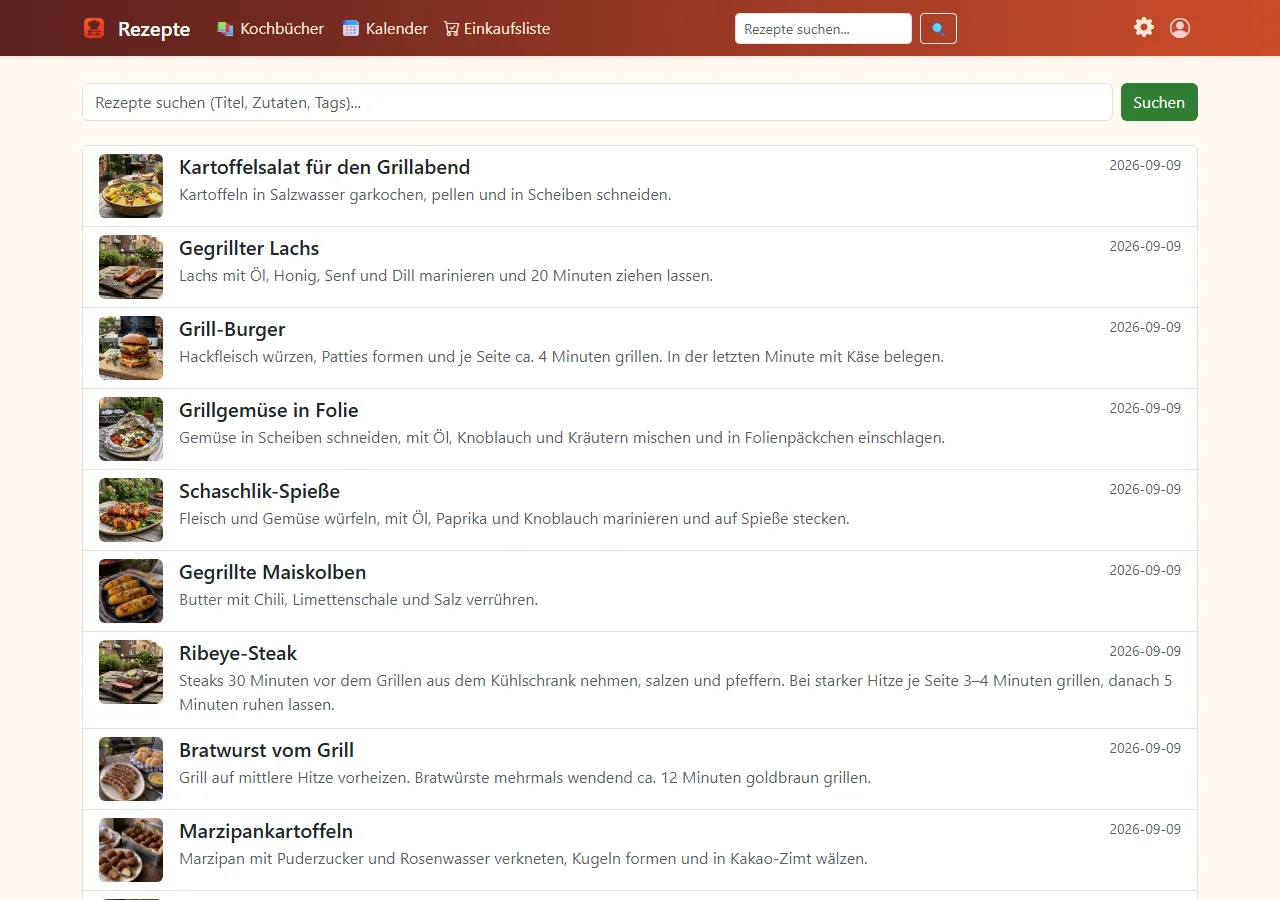 Rezepte
Kochbücher
Kalender
Einkaufsliste
Rezepte suchen...
Rezepte suchen (Titel, Zutaten, Tags)...
Suchen
Kartoffelsalat für den Grillabend
2026-09-09
Kartoffeln in Salzwasser garkochen, pellen und in Scheiben schneiden.
Gegrillter Lachs
2026-09-09
Lachs mit Öl, Honig, Senf und Dill marinieren und 20 Minuten ziehen lassen.
Grill-Burger
2026-09-09
Hackfleisch würzen, Patties formen und je Seite ca. 4 Minuten grillen. In der letzten Minute mit Käse belegen.
Grillgemüse in Folie
2026-09-09
Gemüse in Scheiben schneiden, mit Öl, Knoblauch und Kräutern mischen und in Folienpäckchen einschlagen.
Schaschlik-Spieße
2026-09-09
Fleisch und Gemüse würfeln, mit Öl, Paprika und Knoblauch marinieren und auf Spieße stecken.
Gegrillte Maiskolben
2026-09-09
Butter mit Chili, Limettenschale und Salz verrühren.
Ribeye-Steak
2026-09-09
Steaks 30 Minuten vor dem Grillen aus dem Kühlschrank nehmen, salzen und pfeffern. Bei starker Hitze je Seite 3–4 Minuten grillen, danach 5
Minuten ruhen lassen.
Bratwurst vom Grill
2026-09-09
Grill auf mittlere Hitze vorheizen. Bratwürste mehrmals wendend ca. 12 Minuten goldbraun grillen.
Marzipankartoffeln
2026-09-09
Marzipan mit Puderzucker und Rosenwasser verkneten, Kugeln formen und in Kakao-Zimt wälzen.